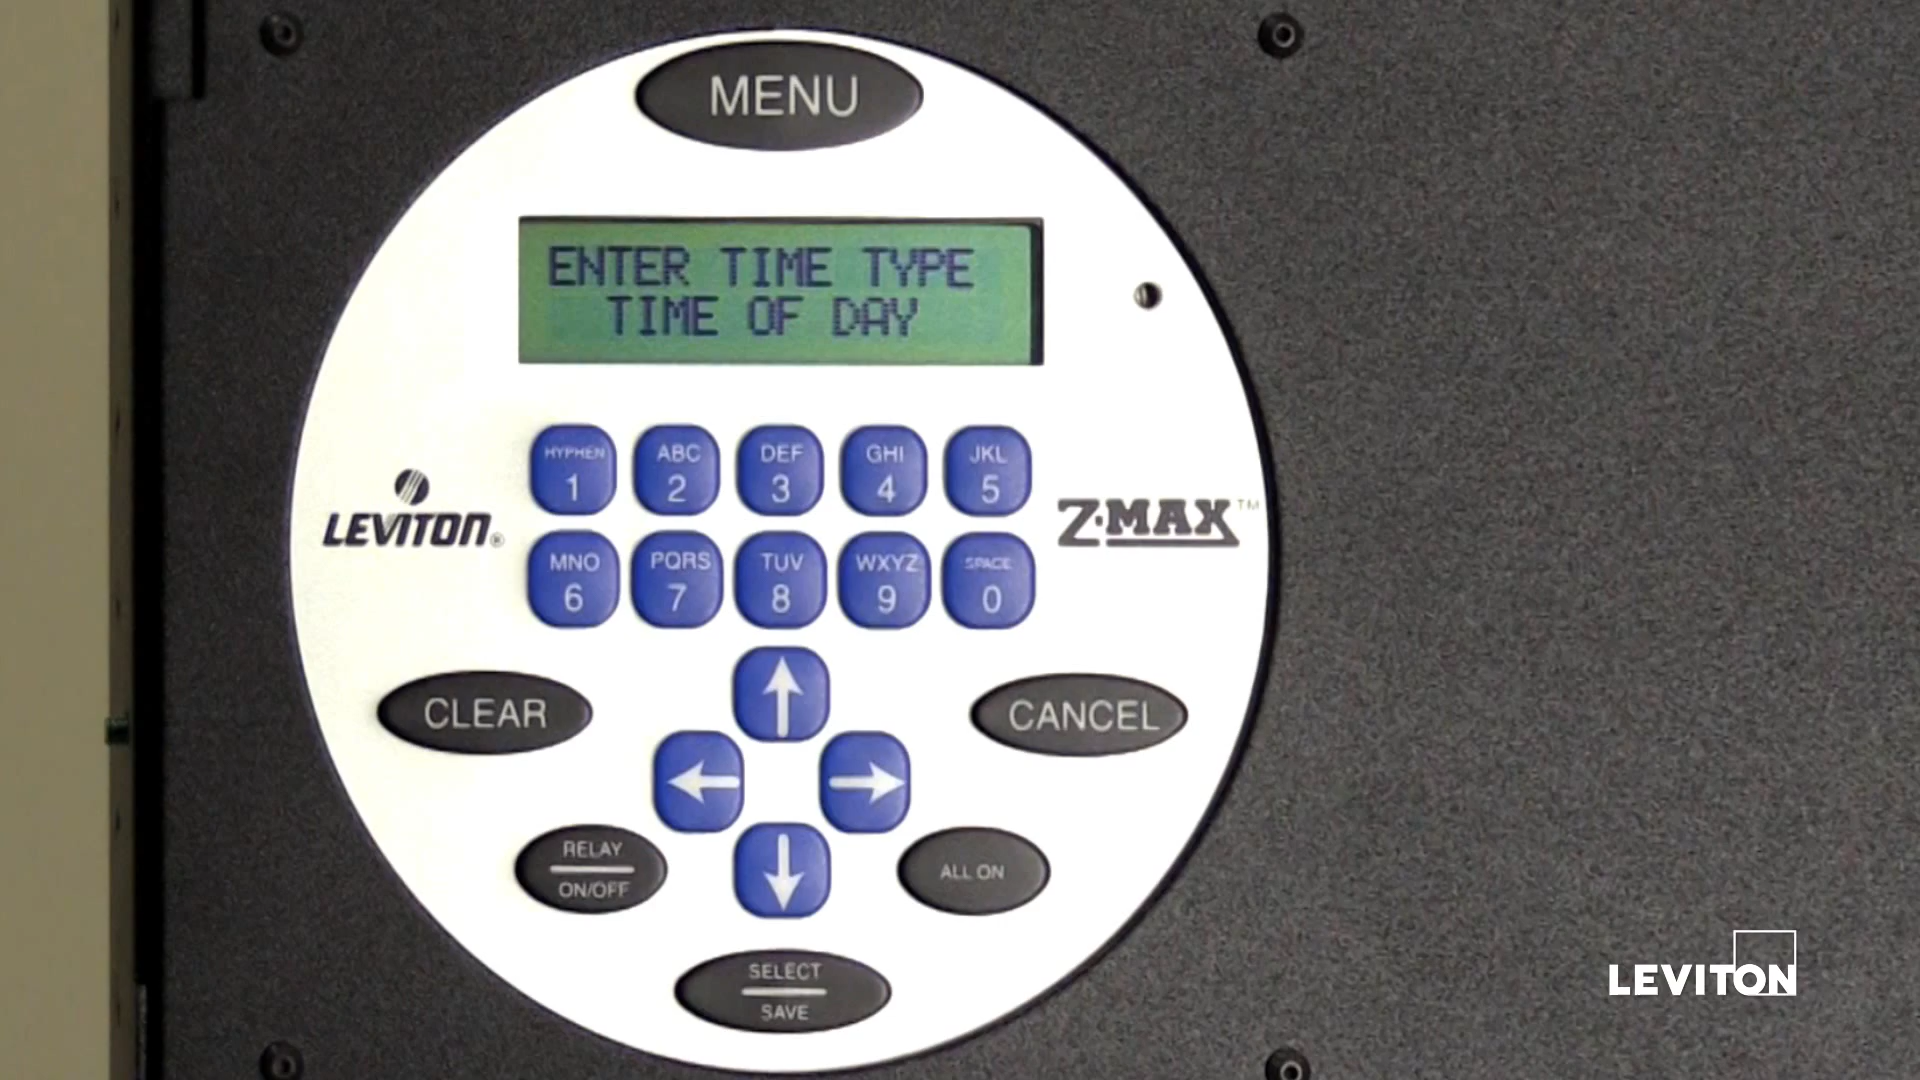 MENU
ENTER TIME TYPE
TIME OF DAY
HYPHEN
1
ABC
2
DEF
3
GHI
4
JKL
5
LEVITON®
Z·MAX™
MNO
6
PQRS
7
TUV
8
WXYZ
9
SPACE
0
CLEAR
CANCEL
RELAY
ON/OFF
ALL ON
SELECT
SAVE
LEVITON